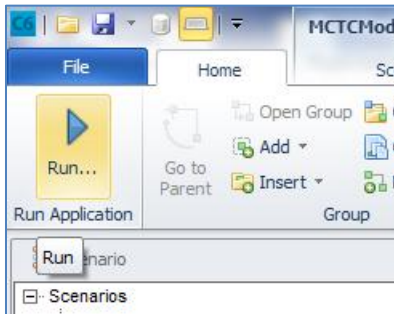 C6
MCTCMod
File
Home
Sc
Run...
Go to
Parent
Open Group
Add
Insert
Run Application
Group
Run
enario
Scenarios